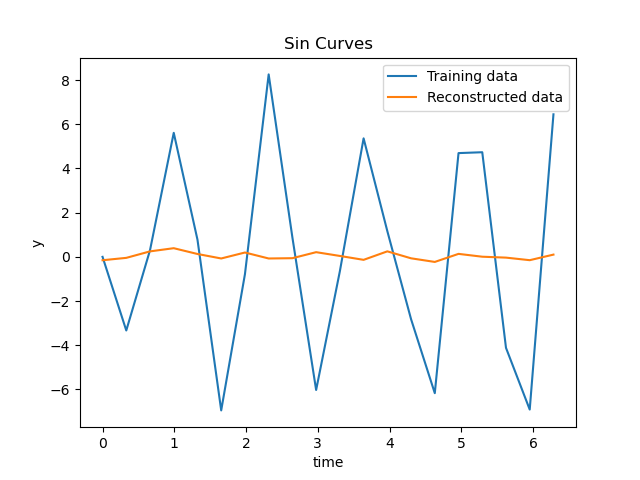 Sin Curves
Training data
Reconstructed data
8
6
4
2
0
−2
−4
−6
y
0 1 2 3 4 5 6
time